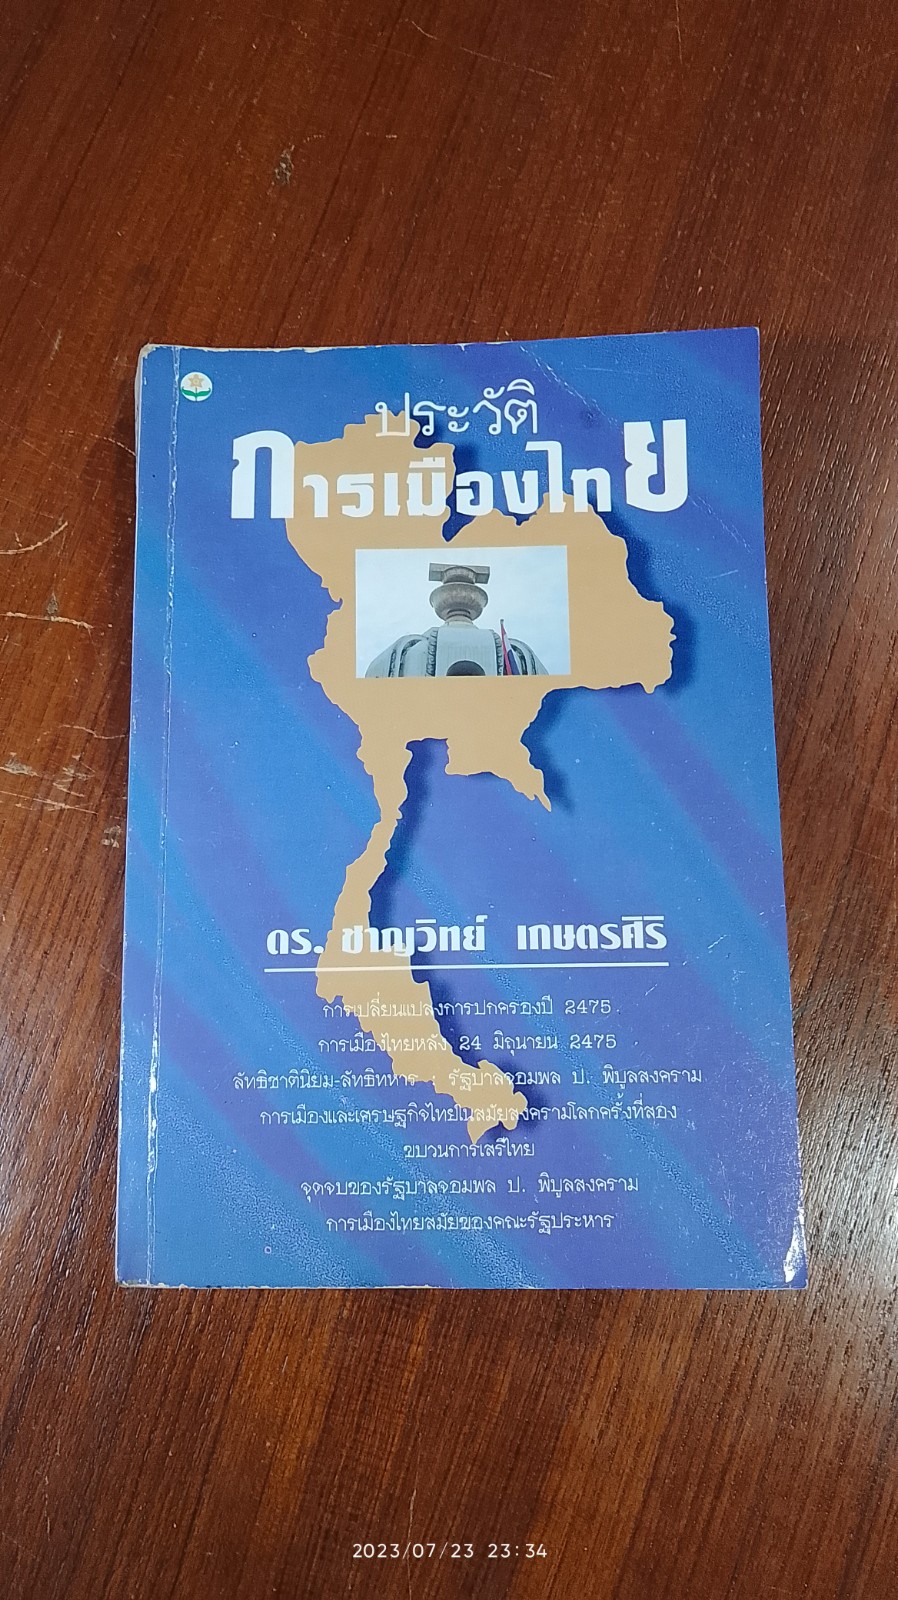 ประวัติ
การเมืองไทย
ดร. ชาญวิทย์ เกษตรศิริ
การเปลี่ยนแปลงการปกครองปี 2475
การเมืองไทยหลัง 24 มิถุนายน 2475
ลัทธิชาตินิยม-ลัทธิทหาร : รัฐบาลจอมพล ป. พิบูลสงคราม
การเมืองและเศรษฐกิจไทยในสมัยสงครามโลกครั้งที่สอง
ขบวนการเสรีไทย
จุดจบของรัฐบาลจอมพล ป. พิบูลสงคราม
การเมืองไทยสมัยของคณะรัฐประหาร
2023/07/23 23:34